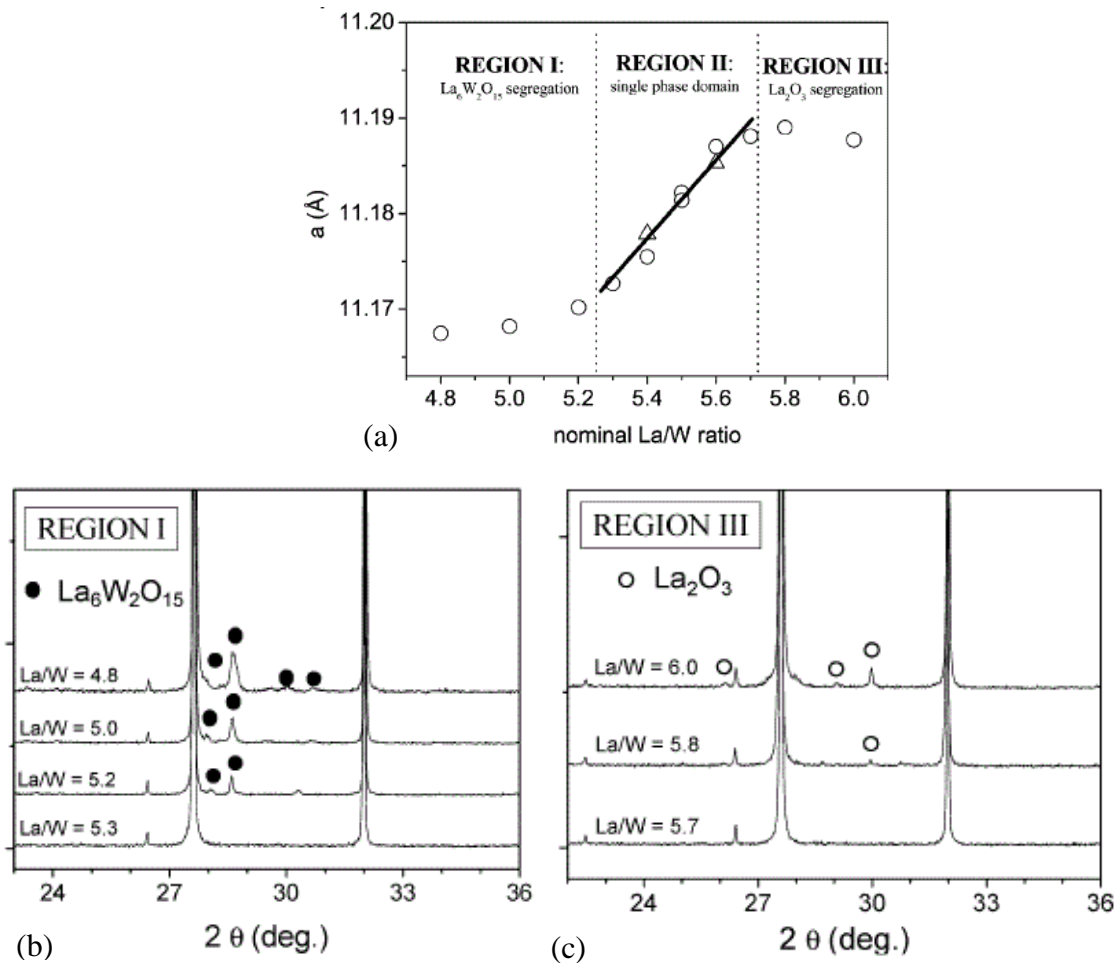 11.20
11.19
11.18
11.17
a (Å)
REGION I:
La₆W₂O₁₅ segregation
REGION II:
single phase domain
REGION III:
La₂O₃ segregation
4.8 5.0 5.2 5.4 5.6 5.8 6.0
nominal La/W ratio
(a)
REGION I
La₆W₂O₁₅
La/W = 4.8
La/W = 5.0
La/W = 5.2
La/W = 5.3
24 27 30 33 36
2 θ (deg.)
(b)
REGION III
La₂O₃
La/W = 6.0
La/W = 5.8
La/W = 5.7
24 27 30 33 36
2 θ (deg.)
(c)